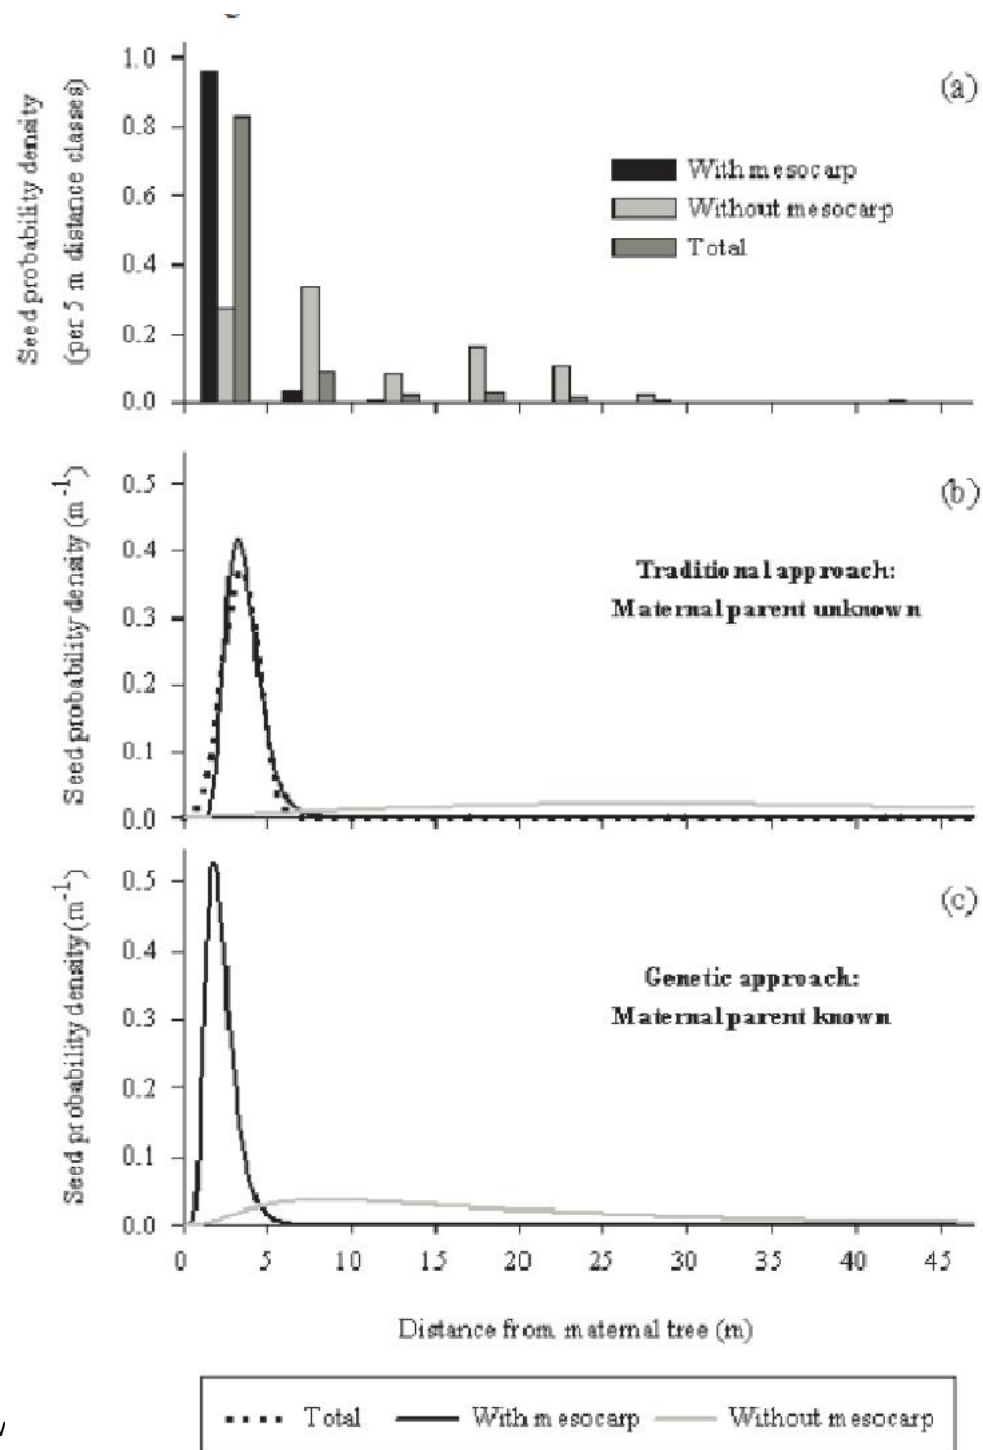 (a)
Seed probability density
(per 5 m distance classes)
1.0
0.8
0.6
0.4
0.2
0.0
With mesocarp
Without mesocarp
Total
(b)
Seed probability density (m⁻¹)
0.5
0.4
0.3
0.2
0.1
0.0
Traditional approach:
Maternal parent unknown
(c)
Seed probability density (m⁻¹)
0.5
0.4
0.3
0.2
0.1
0.0
Genetic approach:
Maternal parent known
0 5 10 15 20 25 30 35 40 45
Distance from maternal tree (m)
Total With mesocarp Without mesocarp